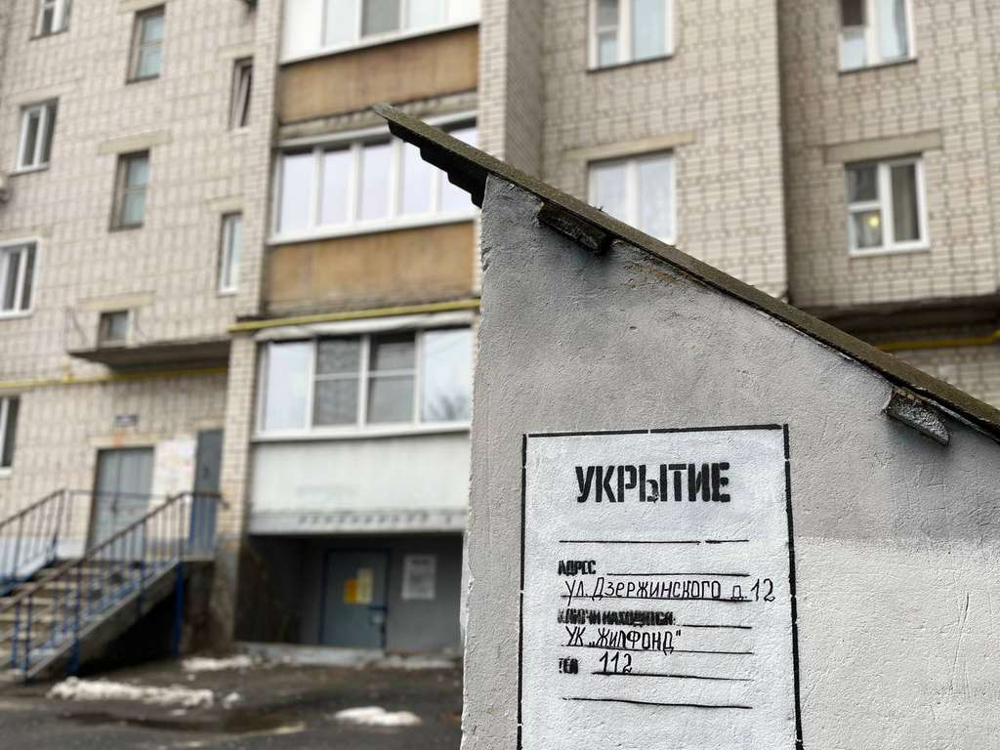 УКРЫТИЕ
АДРЕС
ул. Дзержинского д.12
КЛЮЧИ НАХОДЯТСЯ:
УК „ЖИЛФОНД"
ТЕЛ 112